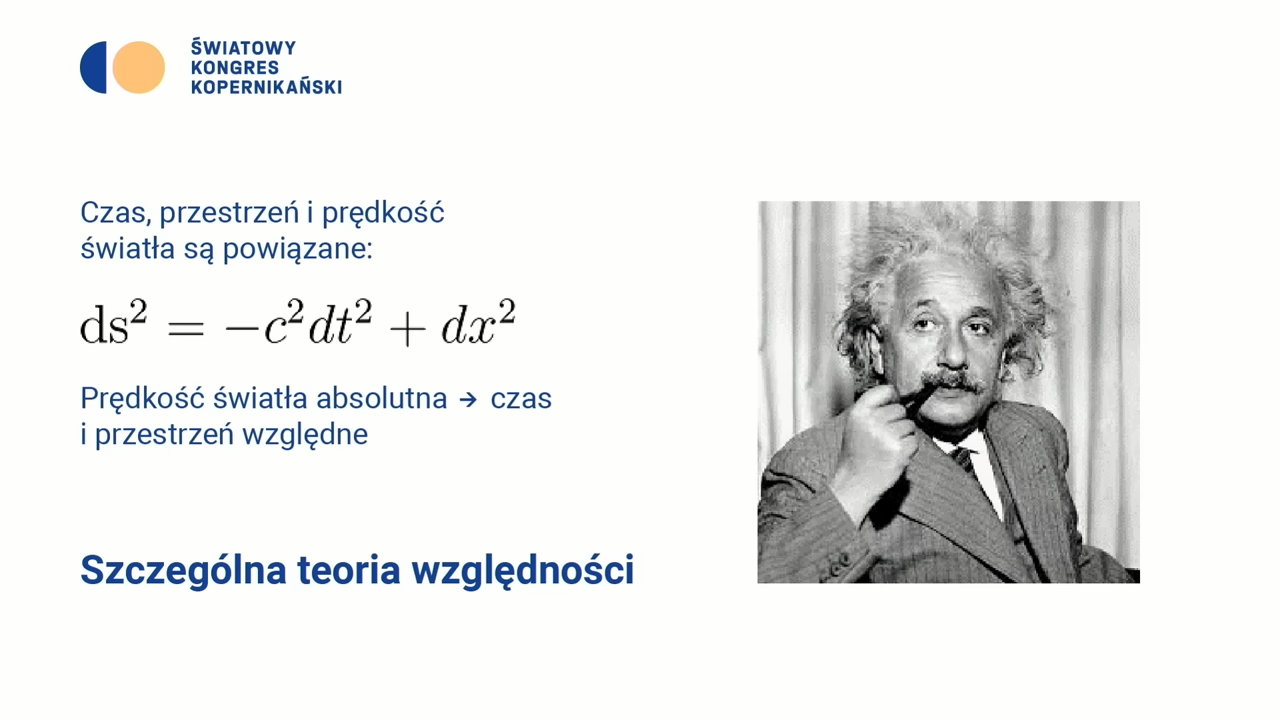 ŚWIATOWY
KONGRES
KOPERNIKAŃSKI
Czas, przestrzeń i prędkość
światła są powiązane:
ds² = −c²dt² + dx²
Prędkość światła absolutna → czas
i przestrzeń względne
Szczególna teoria względności